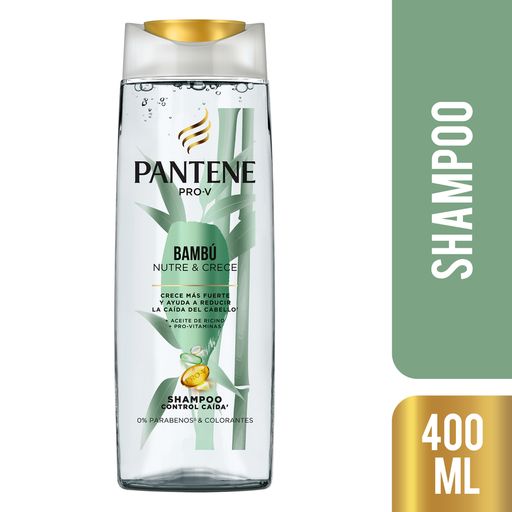 PANTENE
PRO-V
BAMBÚ
NUTRE & CRECE
CRECE MÁS FUERTE
Y AYUDA A REDUCIR
LA CAÍDA DEL CABELLO¹
+ ACEITE DE RICINO
+ PRO-VITAMINAS
PRO-V
SHAMPOO
CONTROL CAÍDA¹
0% PARABENOS² & COLORANTES
SHAMPOO
400
ML